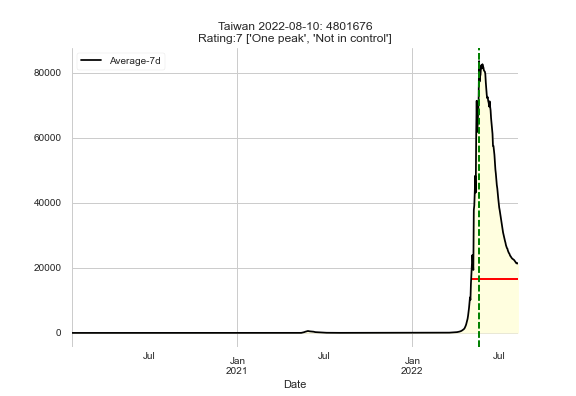 Taiwan 2022-08-10: 4801676
Rating:7 ['One peak', 'Not in control']
Average-7d
80000
60000
40000
20000
0
Jul
Jan
2021
Jul
Jan
2022
Jul
Date